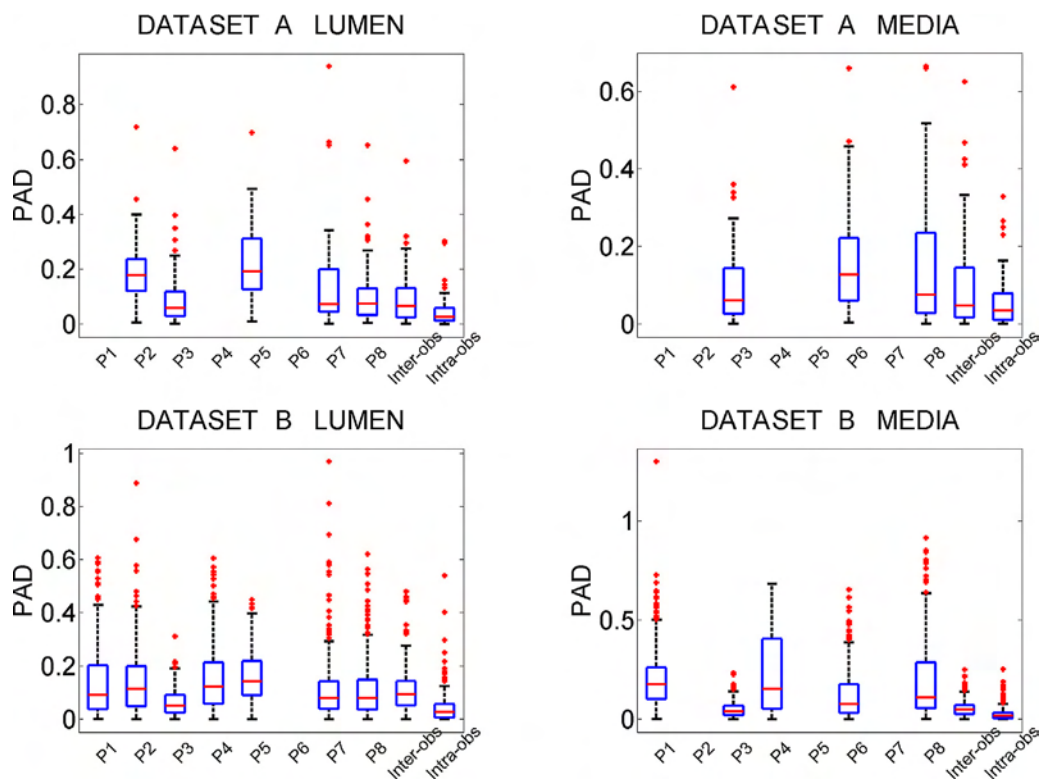 DATASET A LUMEN
PAD
0.8
0.6
0.4
0.2
0
P1 P2 P3 P4 P5 P6 P7 P8 Inter-obs Intra-obs
DATASET A MEDIA
PAD
0.6
0.4
0.2
0
P1 P2 P3 P4 P5 P6 P7 P8 Inter-obs Intra-obs
DATASET B LUMEN
PAD
1
0.8
0.6
0.4
0.2
0
P1 P2 P3 P4 P5 P6 P7 P8 Inter-obs Intra-obs
DATASET B MEDIA
PAD
1
0.5
0
P1 P2 P3 P4 P5 P6 P7 P8 Inter-obs Intra-obs